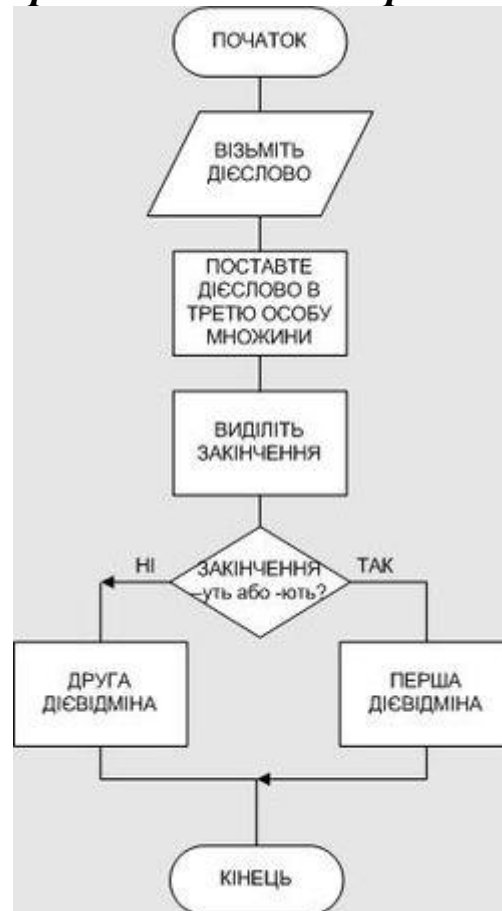 ПОЧАТОК
ВІЗЬМІТЬ
ДІЄСЛОВО
ПОСТАВТЕ
ДІЄСЛОВО В
ТРЕТЮ ОСОБУ
МНОЖИНИ
ВИДІЛІТЬ
ЗАКІНЧЕННЯ
НІ
ЗАКІНЧЕННЯ
–уть або -ють?
ТАК
ДРУГА
ДІЄВІДМІНА
ПЕРША
ДІЄВІДМІНА
КІНЕЦЬ